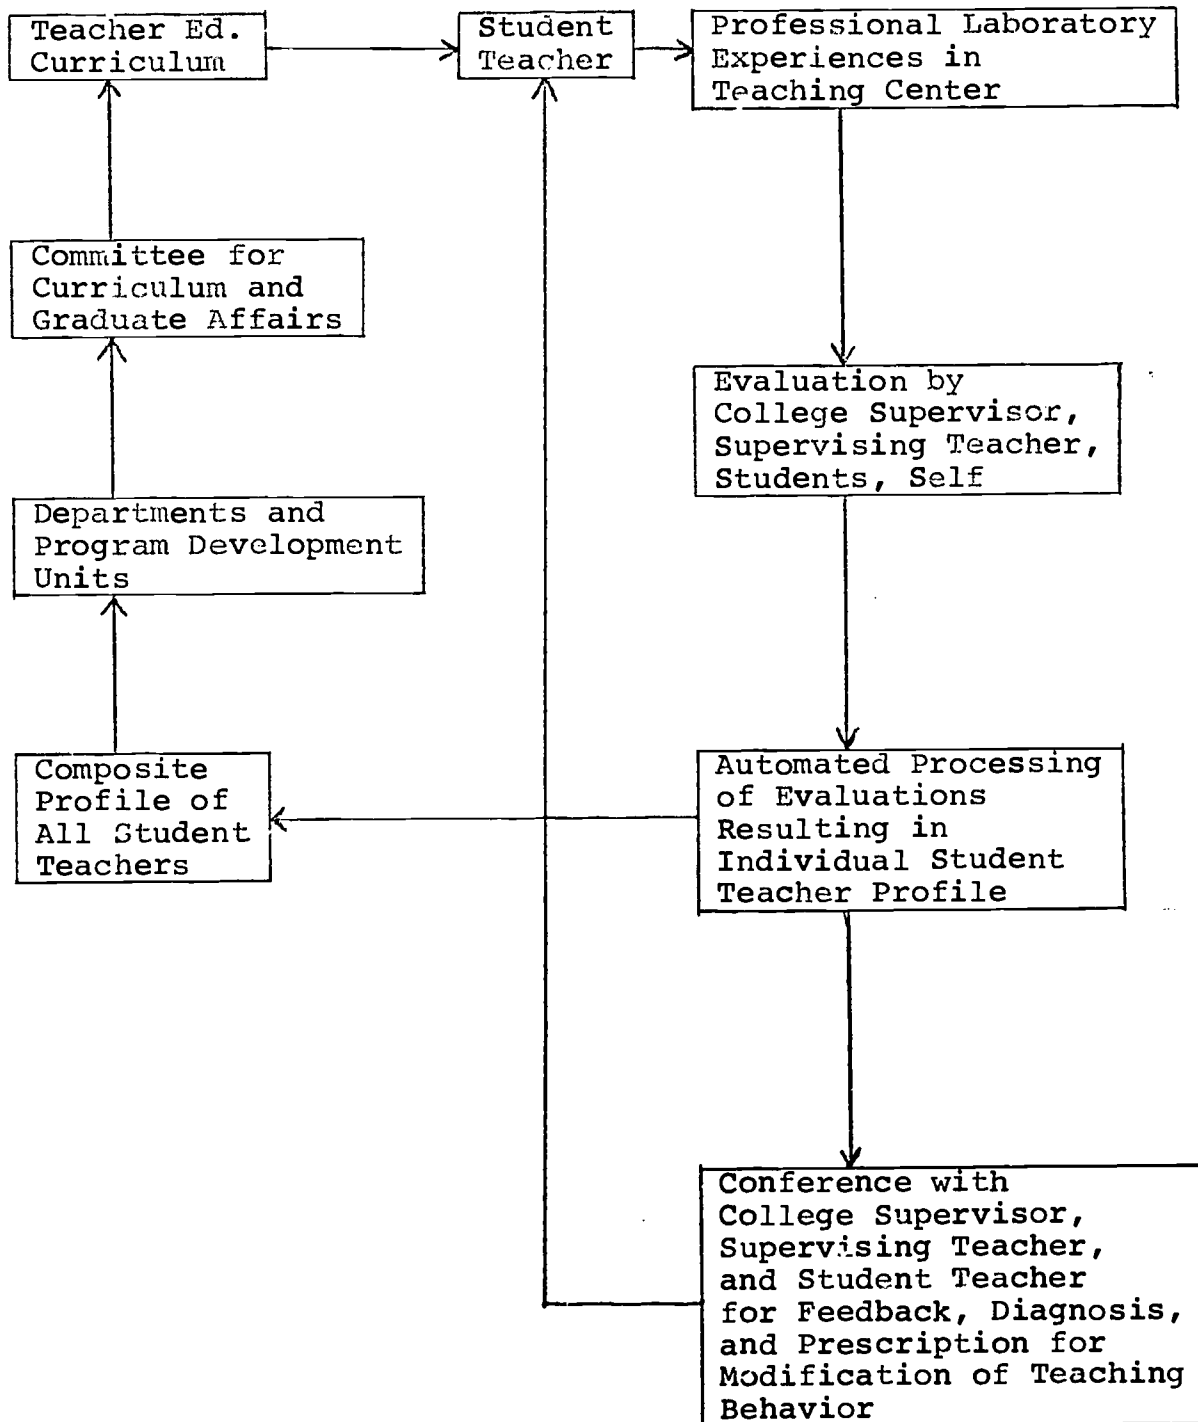 Teacher Ed.
Curriculum
Student
Teacher
Professional Laboratory
Experiences in
Teaching Center
Committee for
Curriculum and
Graduate Affairs
Evaluation by
College Supervisor,
Supervising Teacher,
Students, Self
Departments and
Program Development
Units
Composite
Profile of
All Student
Teachers
Automated Processing
of Evaluations
Resulting in
Individual Student
Teacher Profile
Conference with
College Supervisor,
Supervising Teacher,
and Student Teacher
for Feedback, Diagnosis,
and Prescription for
Modification of Teaching
Behavior